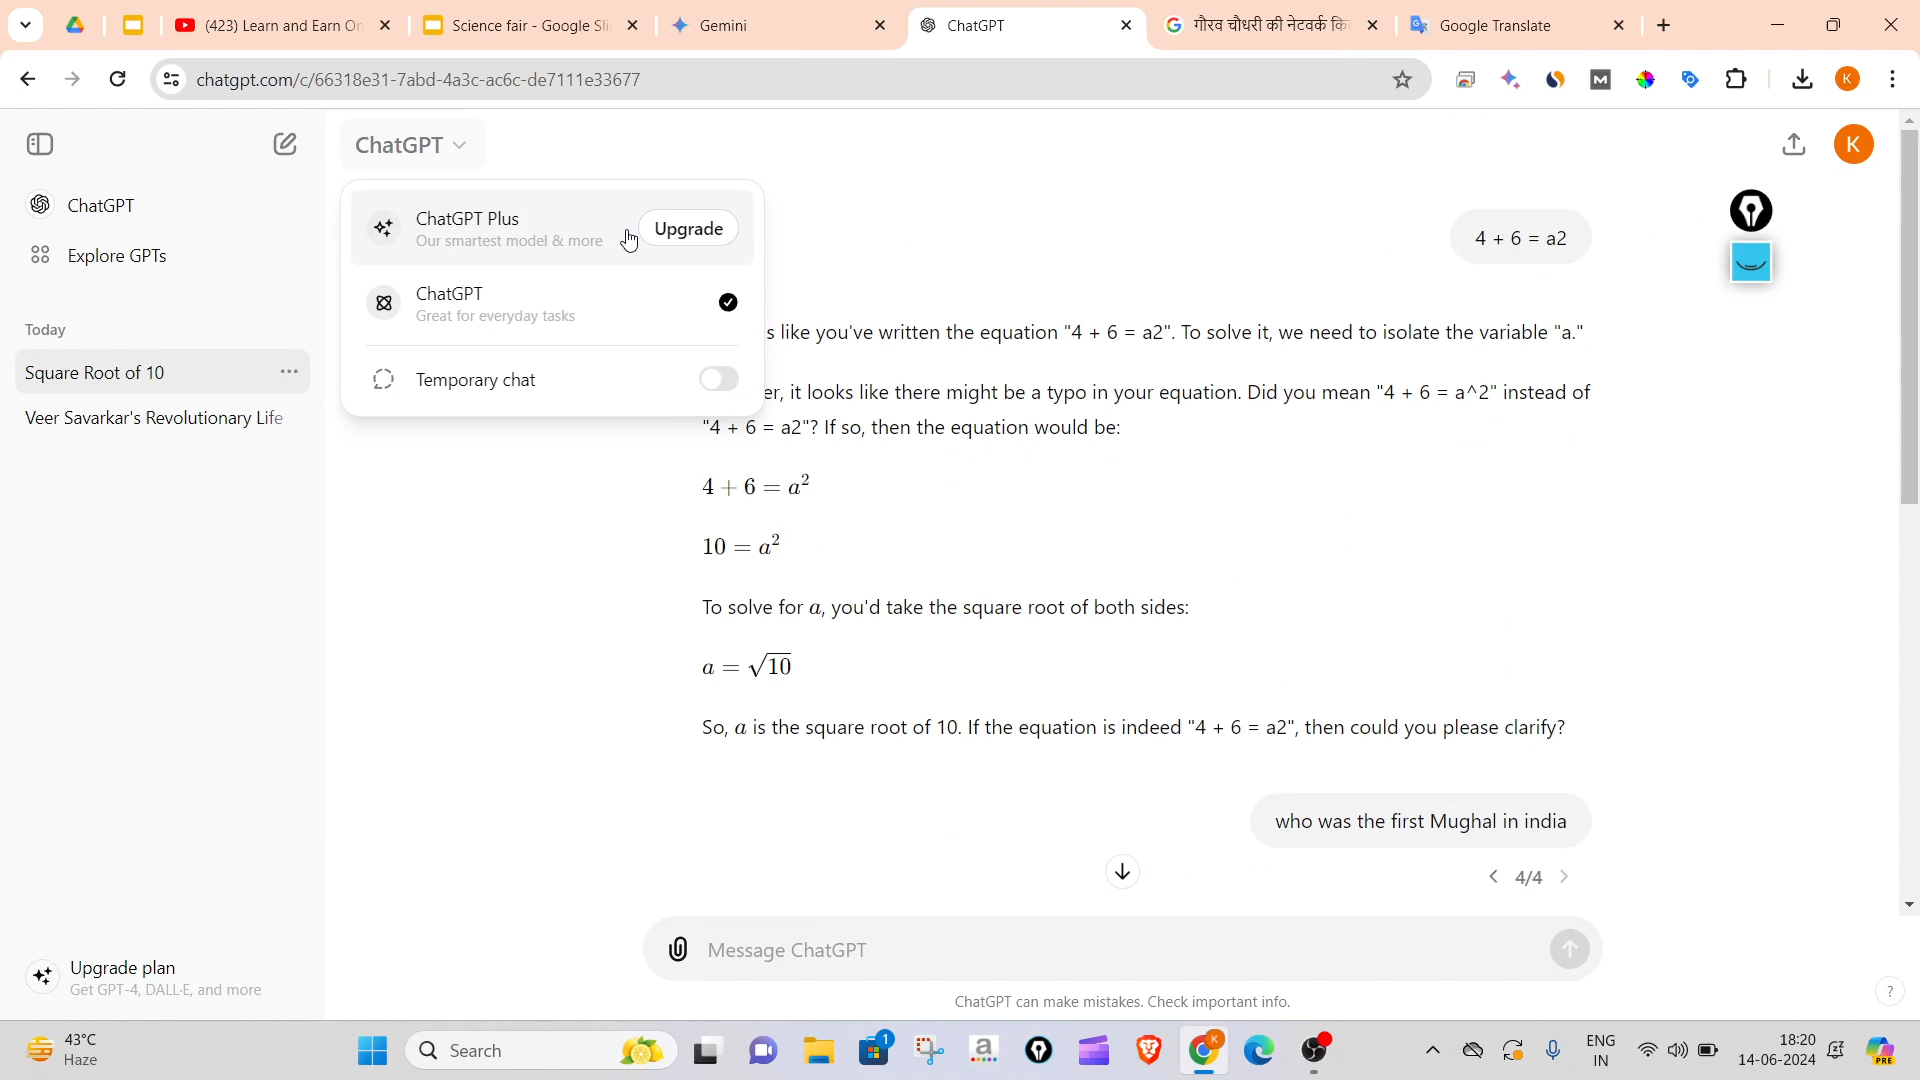 (423) Learn and Earn On
Science fair - Google Sli
Gemini
ChatGPT
गौरव चौधरी की नेटवर्क कि
Google Translate
chatgpt.com/c/66318e31-7abd-4a3c-ac6c-de7111e33677
K
ChatGPT
K
ChatGPT
Explore GPTs
Today
Square Root of 10
Veer Savarkar's Revolutionary Life
ChatGPT Plus
Our smartest model & more
Upgrade
ChatGPT
Great for everyday tasks
Temporary chat
4 + 6 = a2
s like you've written the equation "4 + 6 = a2". To solve it, we need to isolate the variable "a."
er, it looks like there might be a typo in your equation. Did you mean "4 + 6 = a^2" instead of
"4 + 6 = a2"? If so, then the equation would be:
4 + 6 = a²
10 = a²
To solve for a, you'd take the square root of both sides:
a = √10
So, a is the square root of 10. If the equation is indeed "4 + 6 = a2", then could you please clarify?
who was the first Mughal in india
4/4
Message ChatGPT
ChatGPT can make mistakes. Check important info.
?
Upgrade plan
Get GPT-4, DALL·E, and more
43°C
Haze
Search
1
a
K
ENG
IN
18:20
14-06-2024
PRE